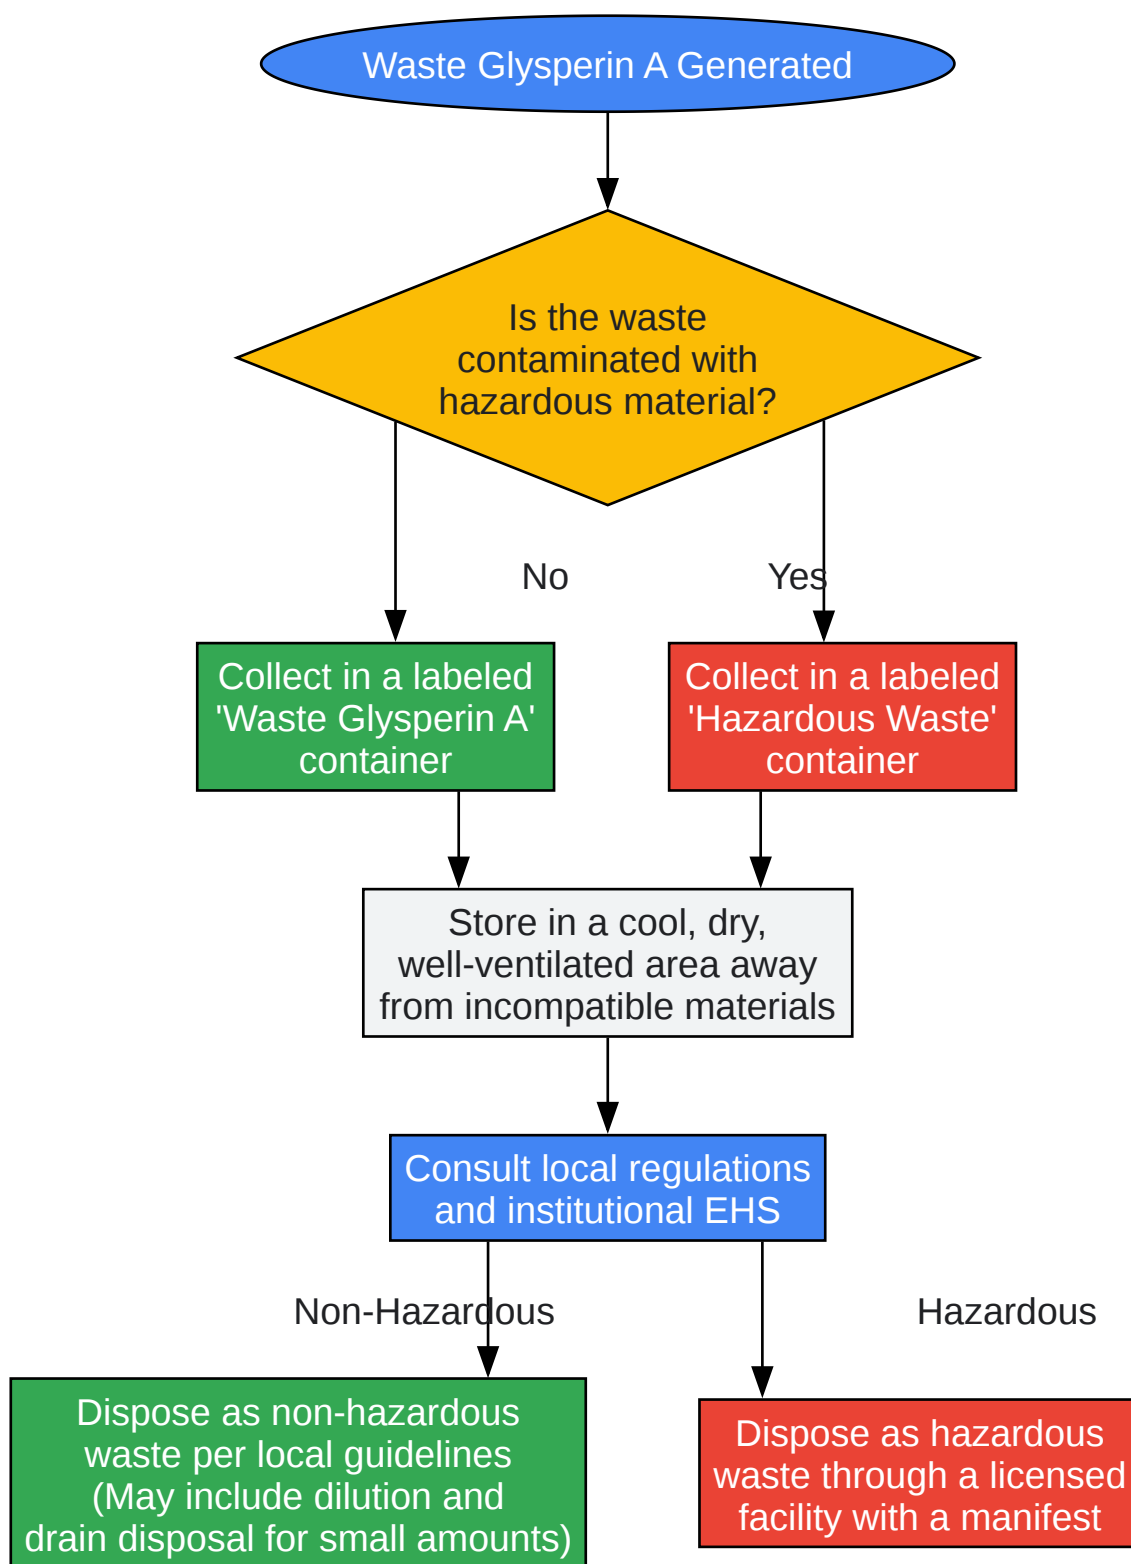 Waste Glysperin A Generated
Is the waste
contaminated with
hazardous material?
No
Yes
Collect in a labeled
'Waste Glysperin A'
container
Collect in a labeled
'Hazardous Waste'
container
Store in a cool, dry,
well-ventilated area away
from incompatible materials
Consult local regulations
and institutional EHS
Non-Hazardous
Hazardous
Dispose as non-hazardous
waste per local guidelines
(May include dilution and
drain disposal for small amounts)
Dispose as hazardous
waste through a licensed
facility with a manifest